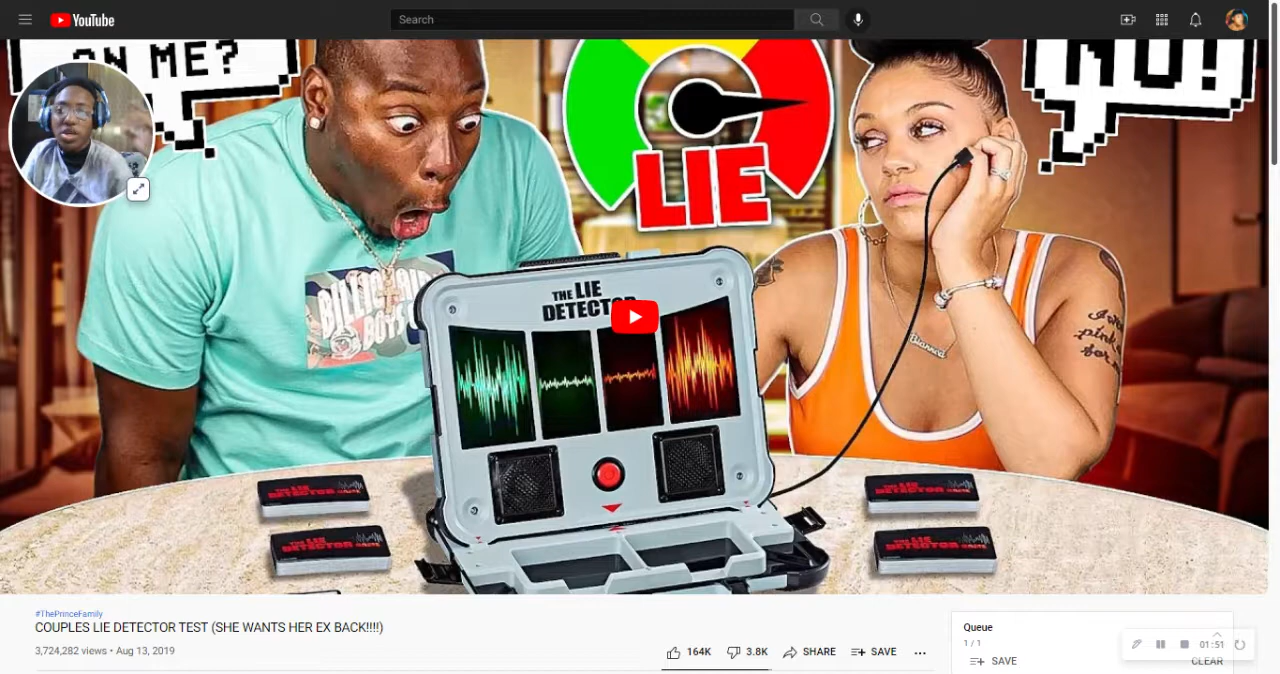 YouTube
Search
ON ME?
NO!
LIE
THE LIE
DETECTOR
BILLIONAIRE
BOYS
Bianned
THE LIE
DETECTOR GAME
THE LIE
DETECTOR GAME
THE LIE
DETECTOR GAME
THE LIE
DETECTOR GAME
#ThePrinceFamily
COUPLES LIE DETECTOR TEST (SHE WANTS HER EX BACK!!!!)
3,724,282 views • Aug 13, 2019
164K
3.8K
SHARE
SAVE
...
Queue
1 / 1
SAVE
01:51
CLEAR